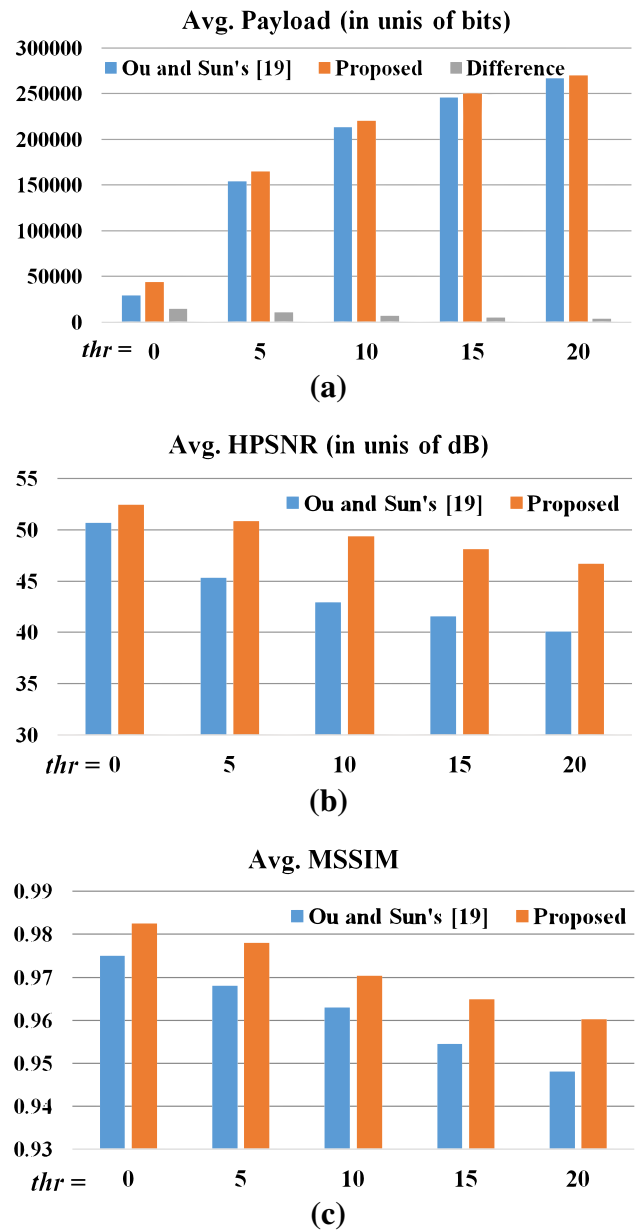 Avg. Payload (in unis of bits)
300000
Ou and Sun's [19] Proposed Difference
250000
200000
150000
100000
50000
0
thr = 0 5 10 15 20
(a)
Avg. HPSNR (in unis of dB)
55
Ou and Sun's [19] Proposed
50
45
40
35
30
thr = 0 5 10 15 20
(b)
Avg. MSSIM
0.99
Ou and Sun's [19] Proposed
0.98
0.97
0.96
0.95
0.94
0.93
thr = 0 5 10 15 20
(c)